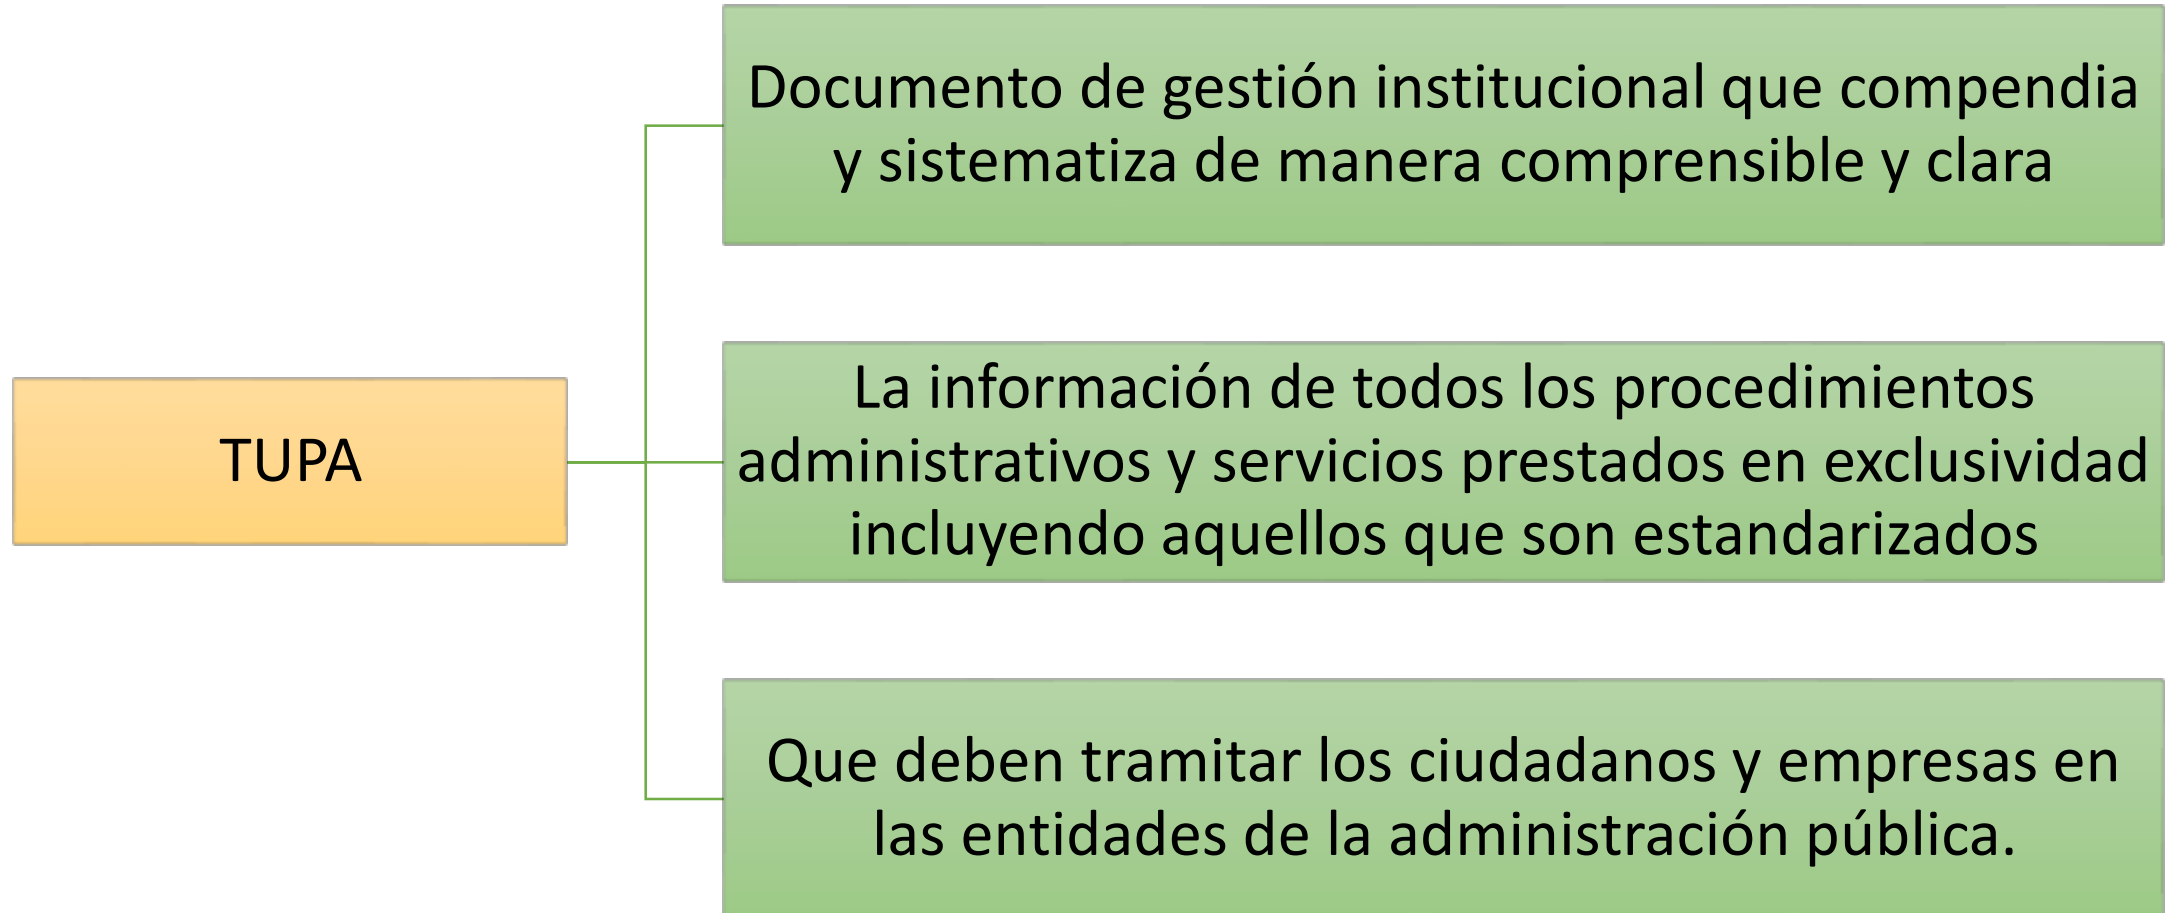 Documento de gestión institucional que compendia
y sistematiza de manera comprensible y clara
TUPA
La información de todos los procedimientos
administrativos y servicios prestados en exclusividad
incluyendo aquellos que son estandarizados
Que deben tramitar los ciudadanos y empresas en
las entidades de la administración pública.